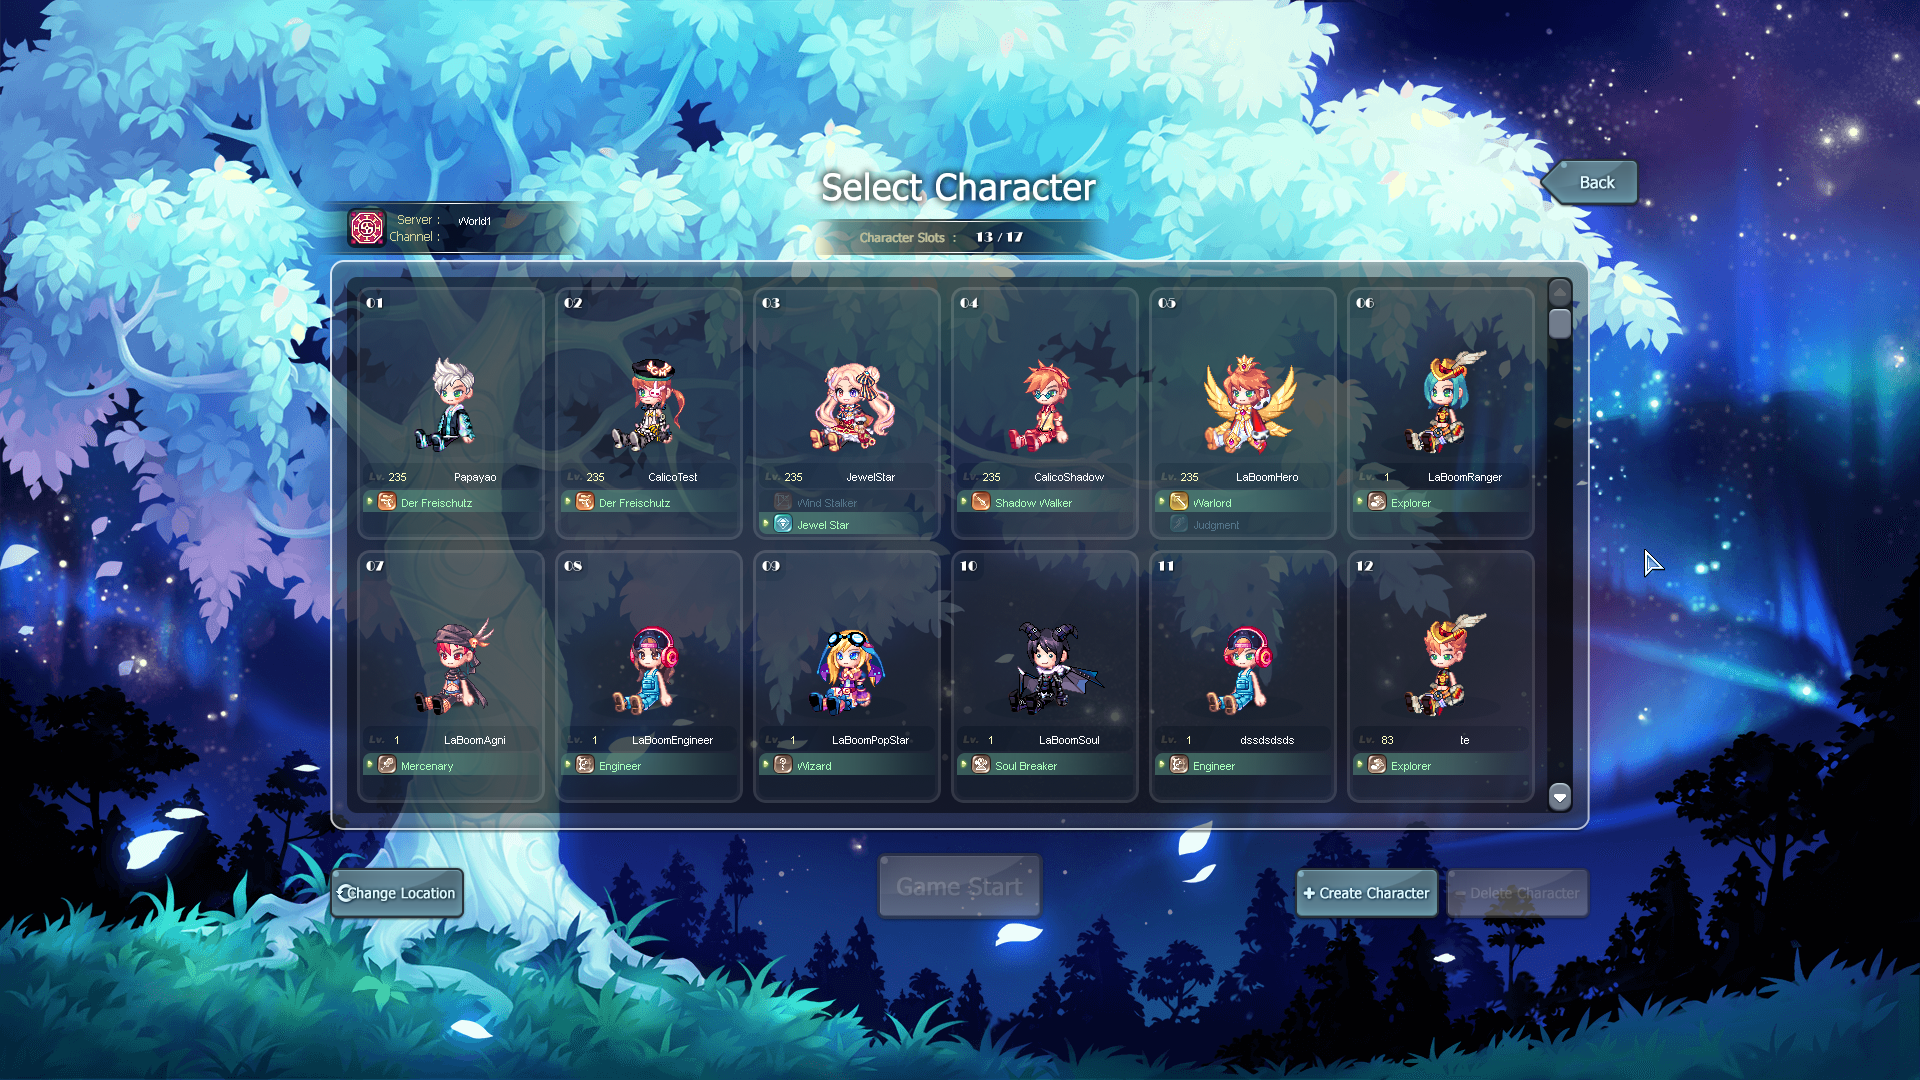 Select Character
Back
Server : World1
Channel :
Character Slots : 13 / 17
01
02
03
04
05
06
Lv. 235 Papayao
Lv. 235 CalicoTest
Lv. 235 JewelStar
Lv. 235 CalicoShadow
Lv. 235 LaBoomHero
Lv. 1 LaBoomRanger
Der Freischutz
Der Freischutz
Wind Stalker
Jewel Star
Shadow Walker
Warlord
Judgment
Explorer
07
08
09
10
11
12
Lv. 1 LaBoomAgni
Lv. 1 LaBoomEngineer
Lv. 1 LaBoomPopStar
Lv. 1 LaBoomSoul
Lv. 1 dssdsdsds
Lv. 83 te
Mercenary
Engineer
Wizard
Soul Breaker
Engineer
Explorer
Change Location
Game Start
+ Create Character
- Delete Character